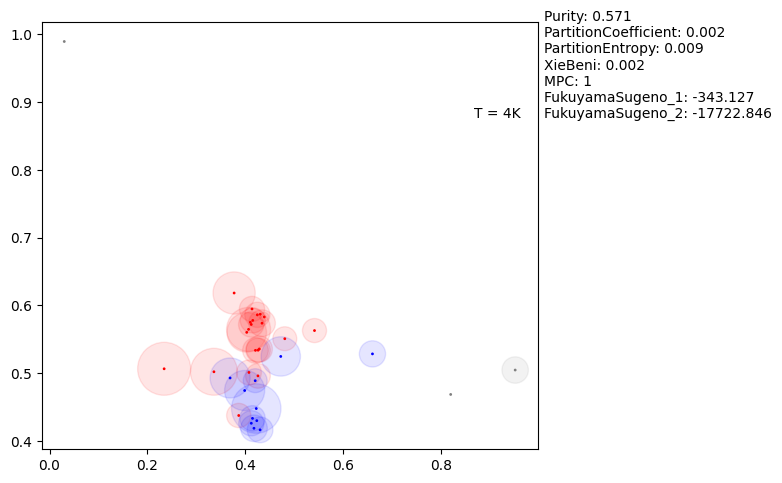 Purity: 0.571
PartitionCoefficient: 0.002
PartitionEntropy: 0.009
XieBeni: 0.002
MPC: 1
FukuyamaSugeno_1: -343.127
FukuyamaSugeno_2: -17722.846
T = 4K
1.0
0.9
0.8
0.7
0.6
0.5
0.4
0.0 0.2 0.4 0.6 0.8